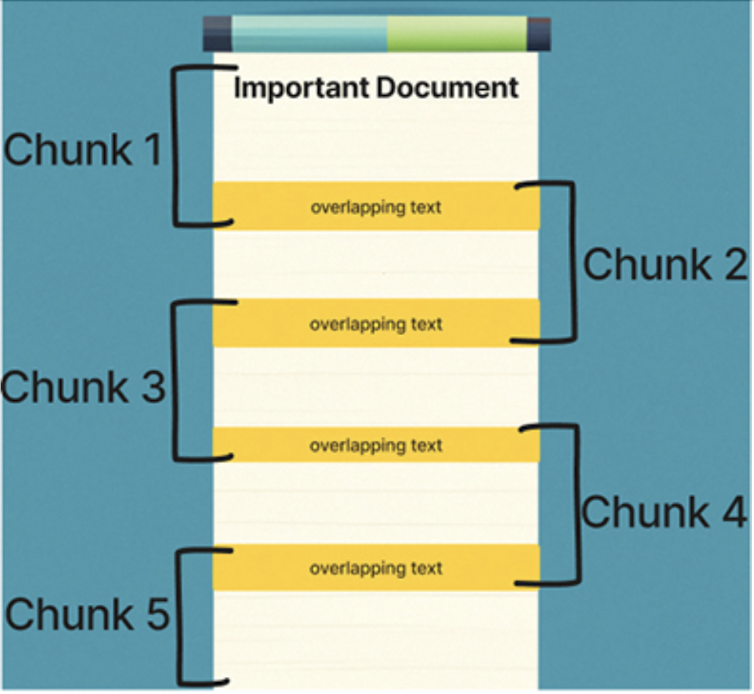 Important Document
Chunk 1
overlapping text
Chunk 2
overlapping text
Chunk 3
overlapping text
Chunk 4
overlapping text
Chunk 5